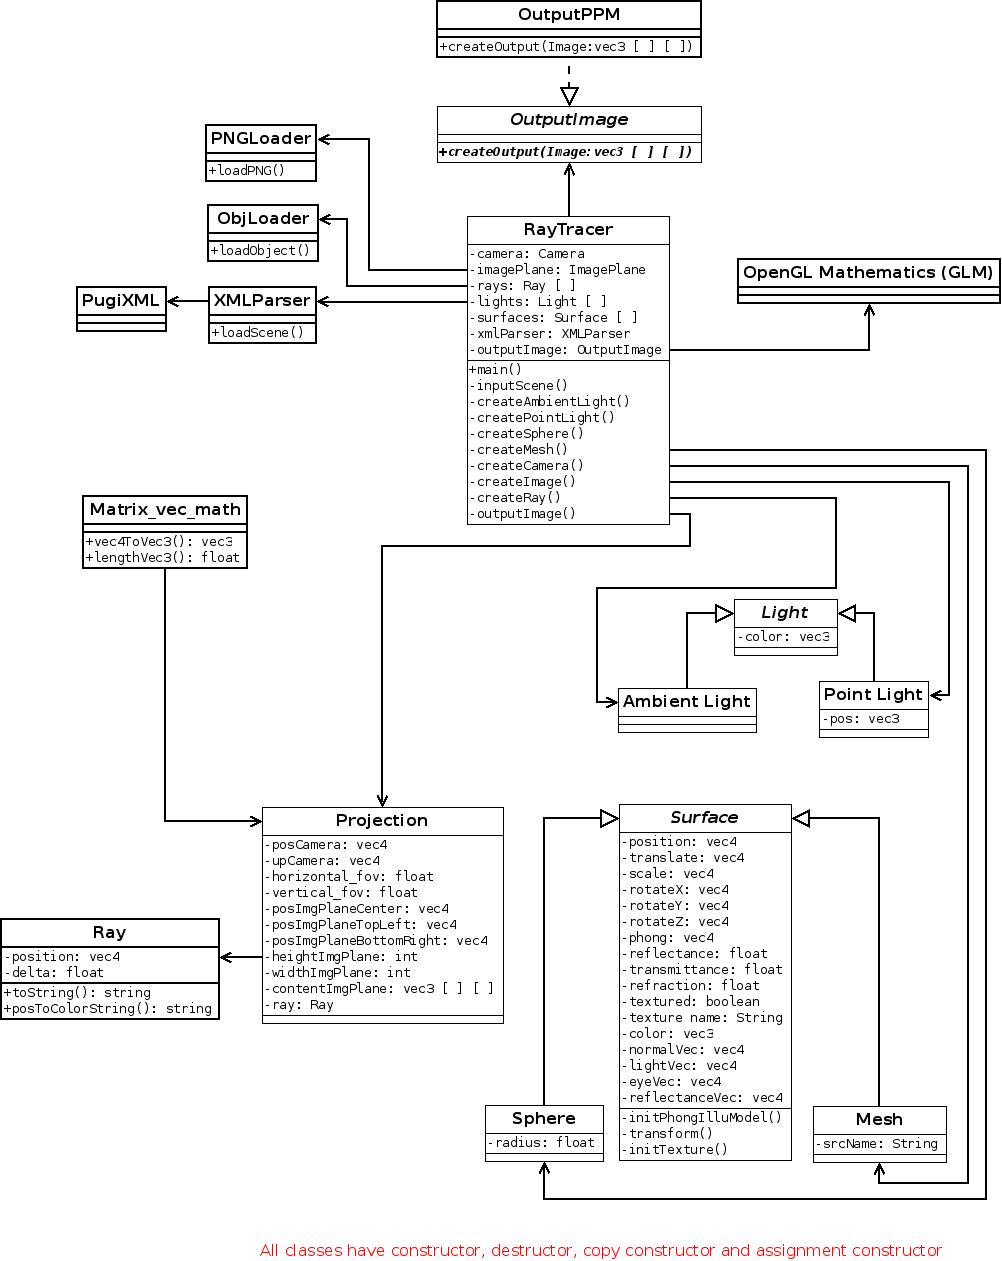 OutputPPM
+createOutput(Image:vec3 [ ] [ ])
OutputImage
+createOutput(Image:vec3 [ ] [ ])
PNGLoader
+loadPNG()
ObjLoader
+loadObject()
PugiXML
XMLParser
+loadScene()
RayTracer
-camera: Camera
-imagePlane: ImagePlane
-rays: Ray [ ]
-lights: Light [ ]
-surfaces: Surface [ ]
-xmlParser: XMLParser
-outputImage: OutputImage
+main()
-inputScene()
-createAmbientLight()
-createPointLight()
-createSphere()
-createMesh()
-createCamera()
-createImage()
-createRay()
-outputImage()
OpenGL Mathematics (GLM)
Matrix_vec_math
+vec4ToVec3(): vec3
+lengthVec3(): float
Light
-color: vec3
Ambient Light
Point Light
-pos: vec3
Projection
-posCamera: vec4
-upCamera: vec4
-horizontal_fov: float
-vertical_fov: float
-posImgPlaneCenter: vec4
-posImgPlaneTopLeft: vec4
-posImgPlaneBottomRight: vec4
-heightImgPlane: int
-widthImgPlane: int
-contentImgPlane: vec3 [ ] [ ]
-ray: Ray
Ray
-position: vec4
-delta: float
+toString(): string
+posToColorString(): string
Surface
-position: vec4
-translate: vec4
-scale: vec4
-rotateX: vec4
-rotateY: vec4
-rotateZ: vec4
-phong: vec4
-reflectance: float
-transmittance: float
-refraction: float
-textured: boolean
-texture name: String
-color: vec3
-normalVec: vec4
-lightVec: vec4
-eyeVec: vec4
-reflectanceVec: vec4
-initPhongIlluModel()
-transform()
-initTexture()
Sphere
-radius: float
Mesh
-srcName: String
All classes have constructor, destructor, copy constructor and assignment constructor